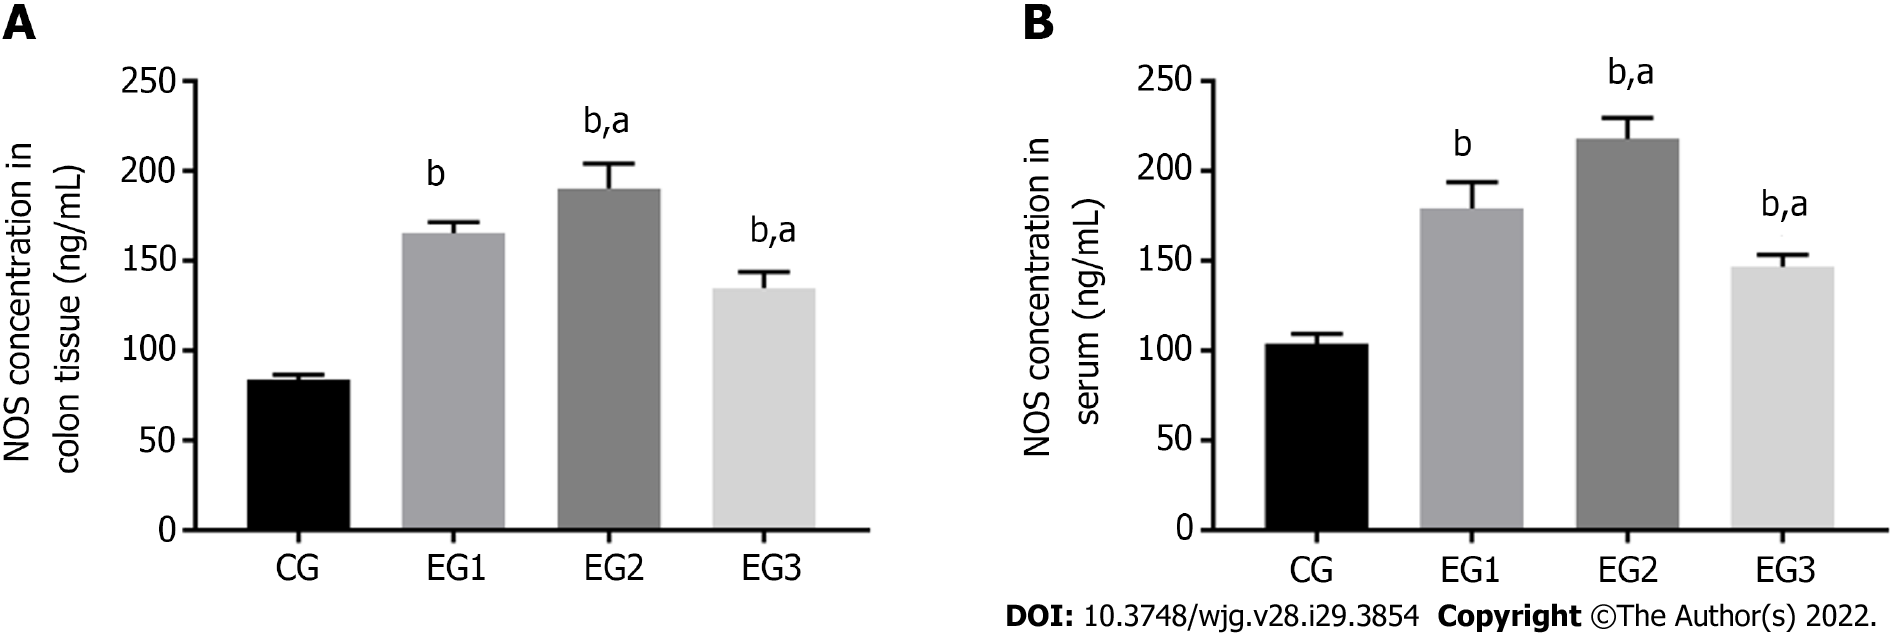 A
NOS concentration in
colon tissue (ng/mL)
250
200
150
100
50
0
b
b,a
b,a
CG EG1 EG2 EG3
B
NOS concentration in
serum (ng/mL)
250
200
150
100
50
0
b
b,a
b,a
CG EG1 EG2 EG3
DOI: 10.3748/wjg.v28.i29.3854 Copyright ©The Author(s) 2022.